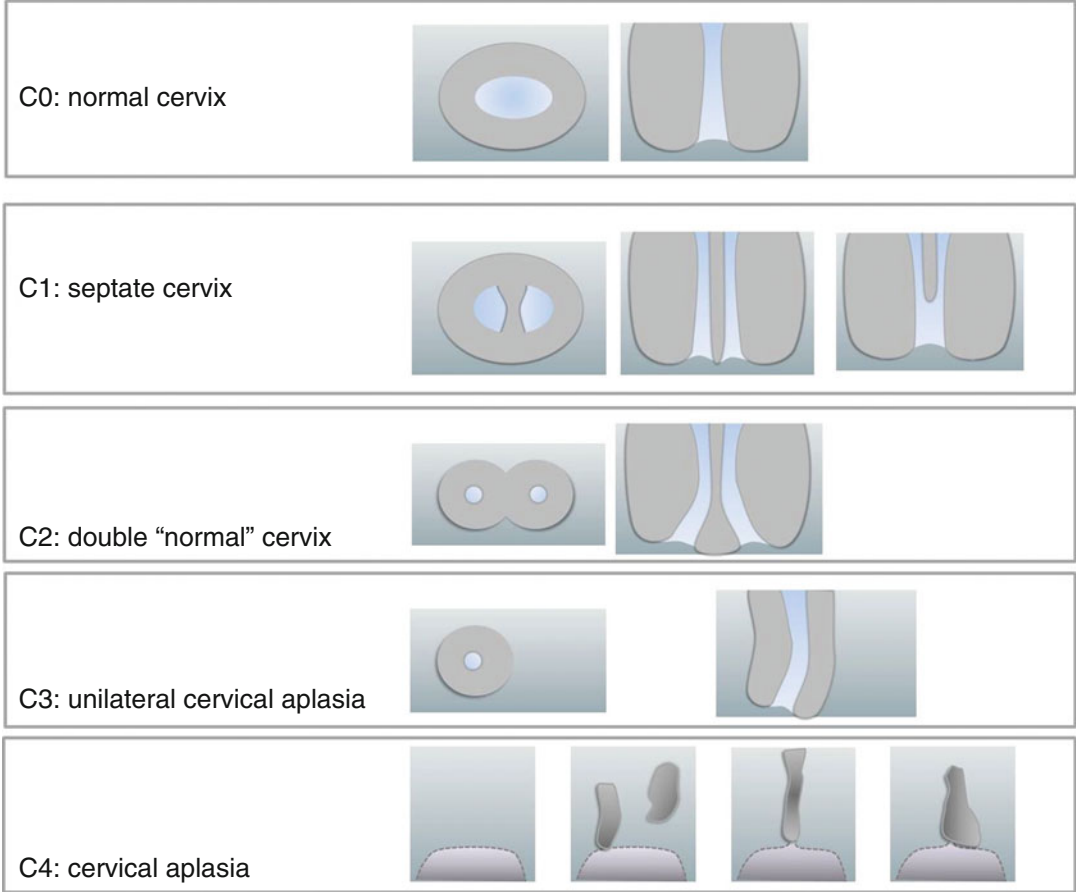 C0: normal cervix
C1: septate cervix
C2: double “normal” cervix
C3: unilateral cervical aplasia
C4: cervical aplasia